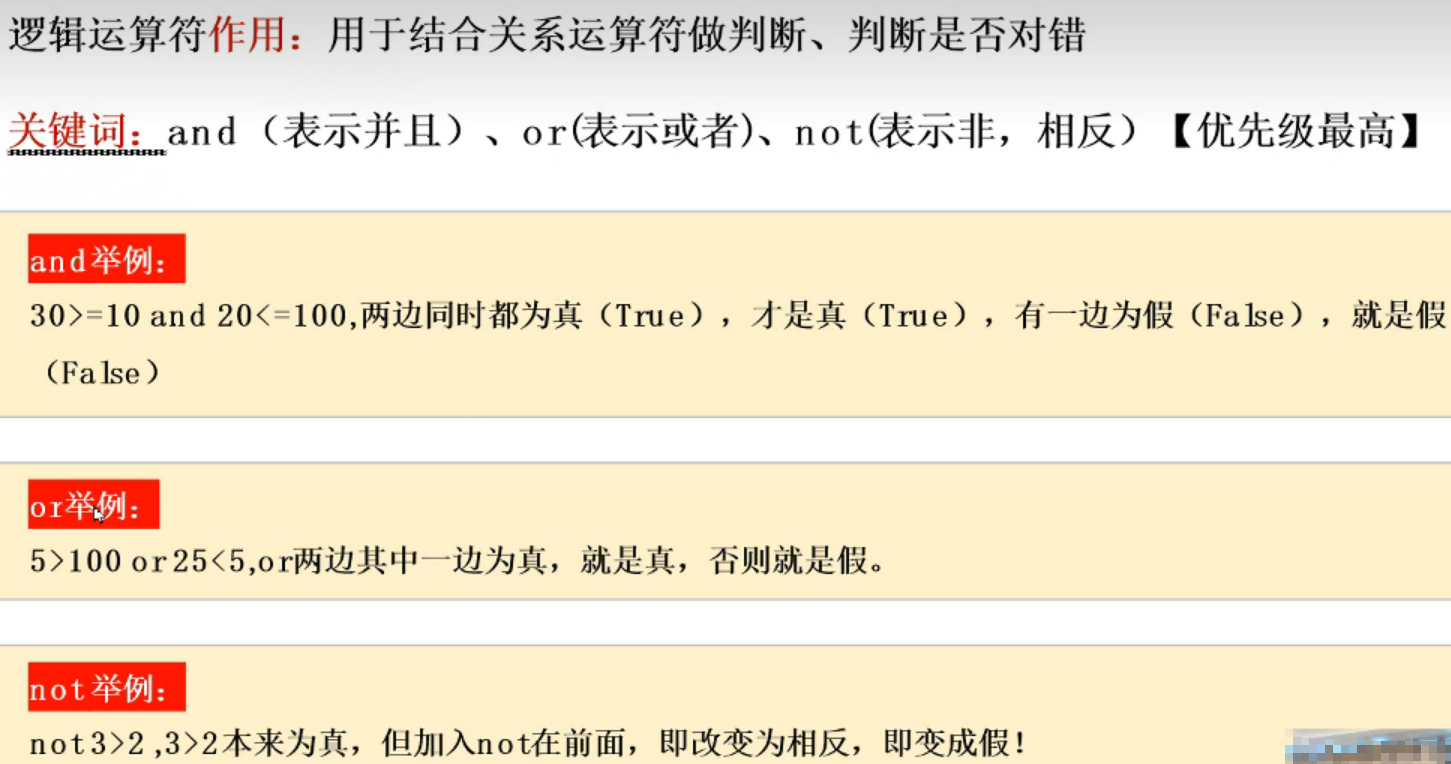 逻辑运算符作用：用于结合关系运算符做判断、判断是否对错
关键词：and（表示并且）、or(表示或者)、not(表示非，相反）【优先级最高】
and举例：
30>=10 and 20<=100,两边同时都为真（True），才是真（True），有一边为假（False），就是假
（False）
or举例：
5>100 or 25<5,or两边其中一边为真，就是真，否则就是假。
not举例：
not3>2 ,3>2本来为真，但加入not在前面，即改变为相反，即变成假！